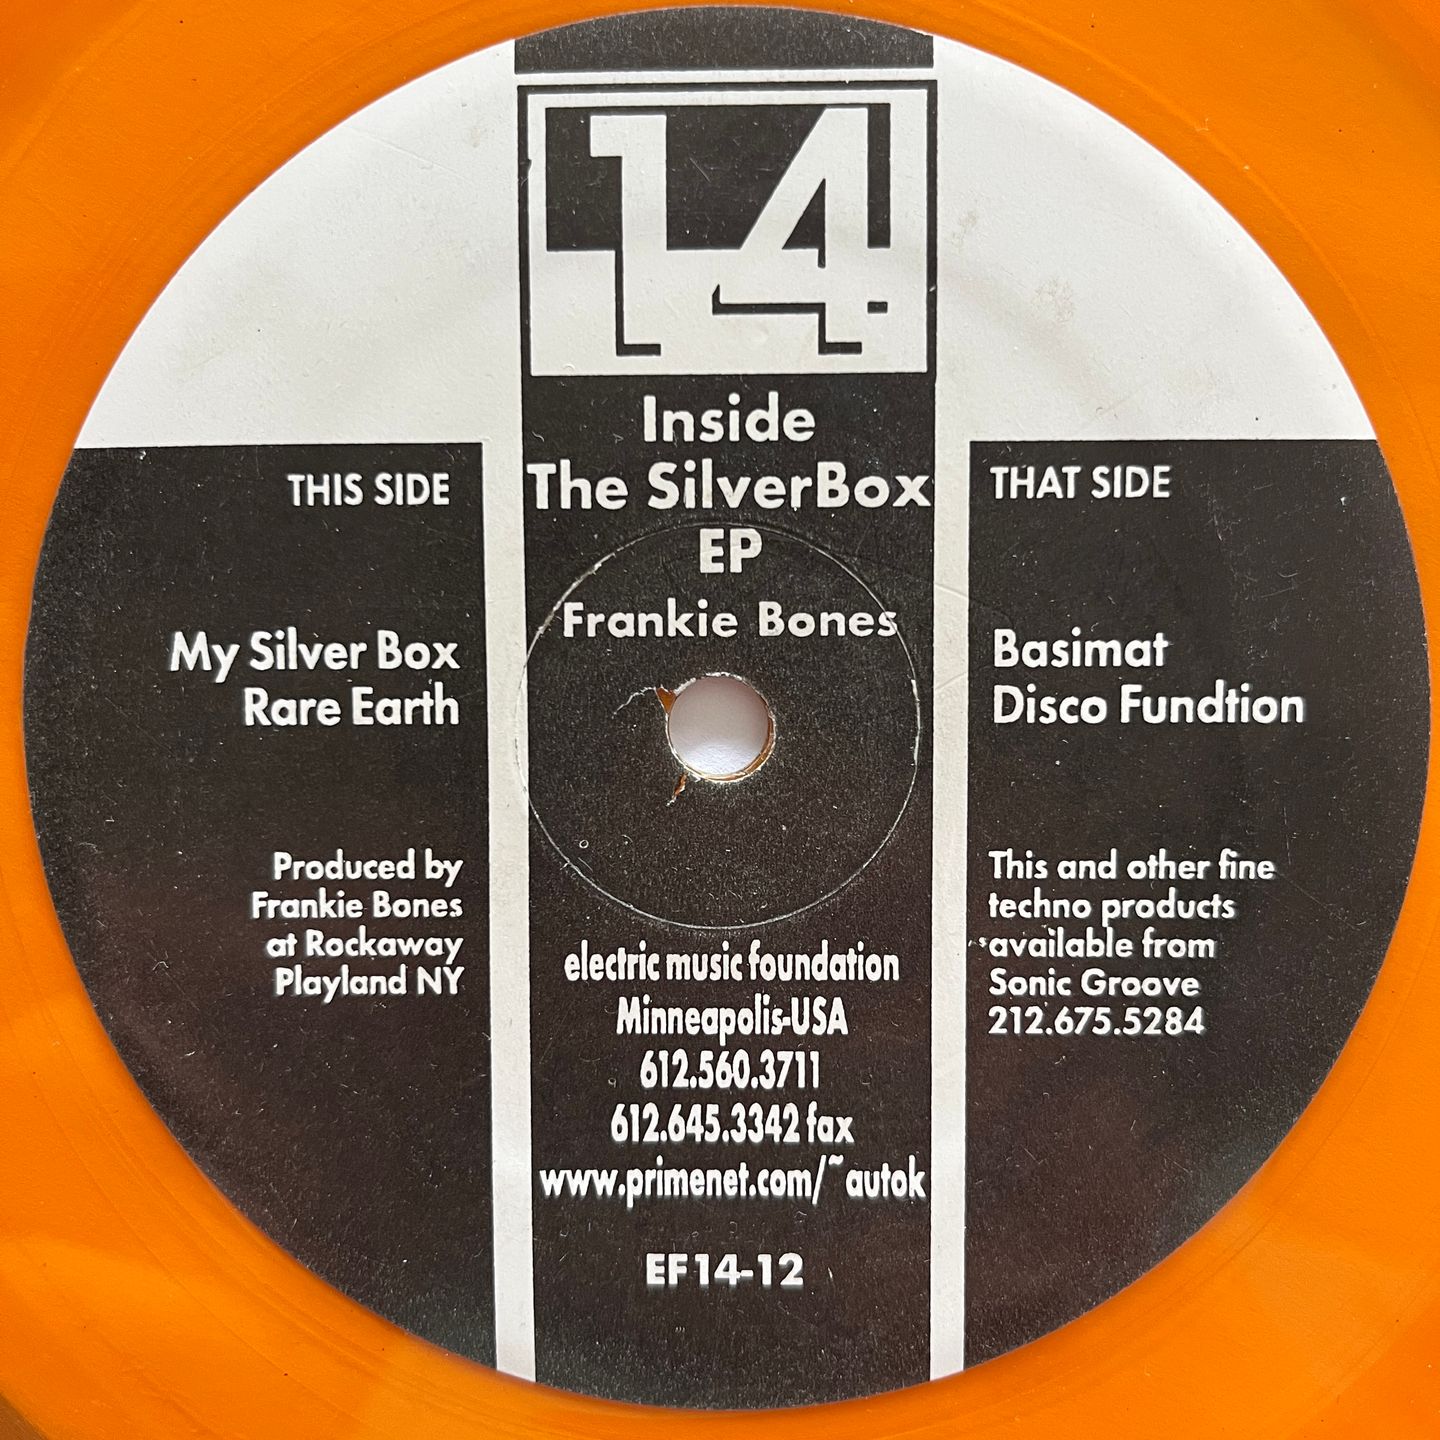 14
Inside
The SilverBox
EP
Frankie Bones
THIS SIDE
My Silver Box
Rare Earth
Produced by
Frankie Bones
at Rockaway
Playland NY
THAT SIDE
Basimat
Disco Fundtion
This and other fine
techno products
available from
Sonic Groove
212.675.5284
electric music foundation
Minneapolis-USA
612.560.3711
612.645.3342 fax
www.primenet.com/~autok
EF14-12